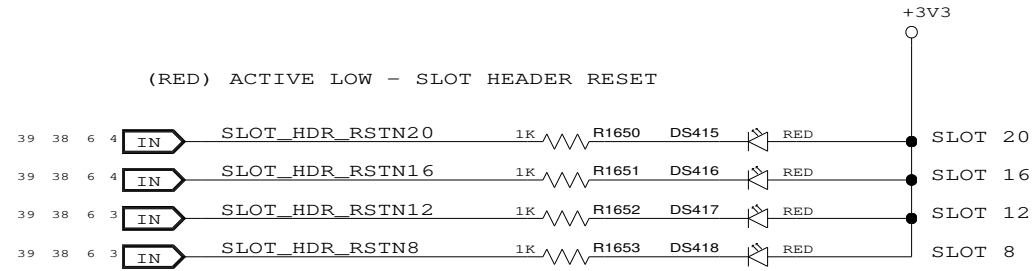 +3V3
(RED) ACTIVE LOW – SLOT HEADER RESET
39 38 6 4 IN SLOT_HDR_RSTN20 1K R1650 DS415 RED SLOT 20
39 38 6 4 IN SLOT_HDR_RSTN16 1K R1651 DS416 RED SLOT 16
39 38 6 3 IN SLOT_HDR_RSTN12 1K R1652 DS417 RED SLOT 12
39 38 6 3 IN SLOT_HDR_RSTN8 1K R1653 DS418 RED SLOT 8